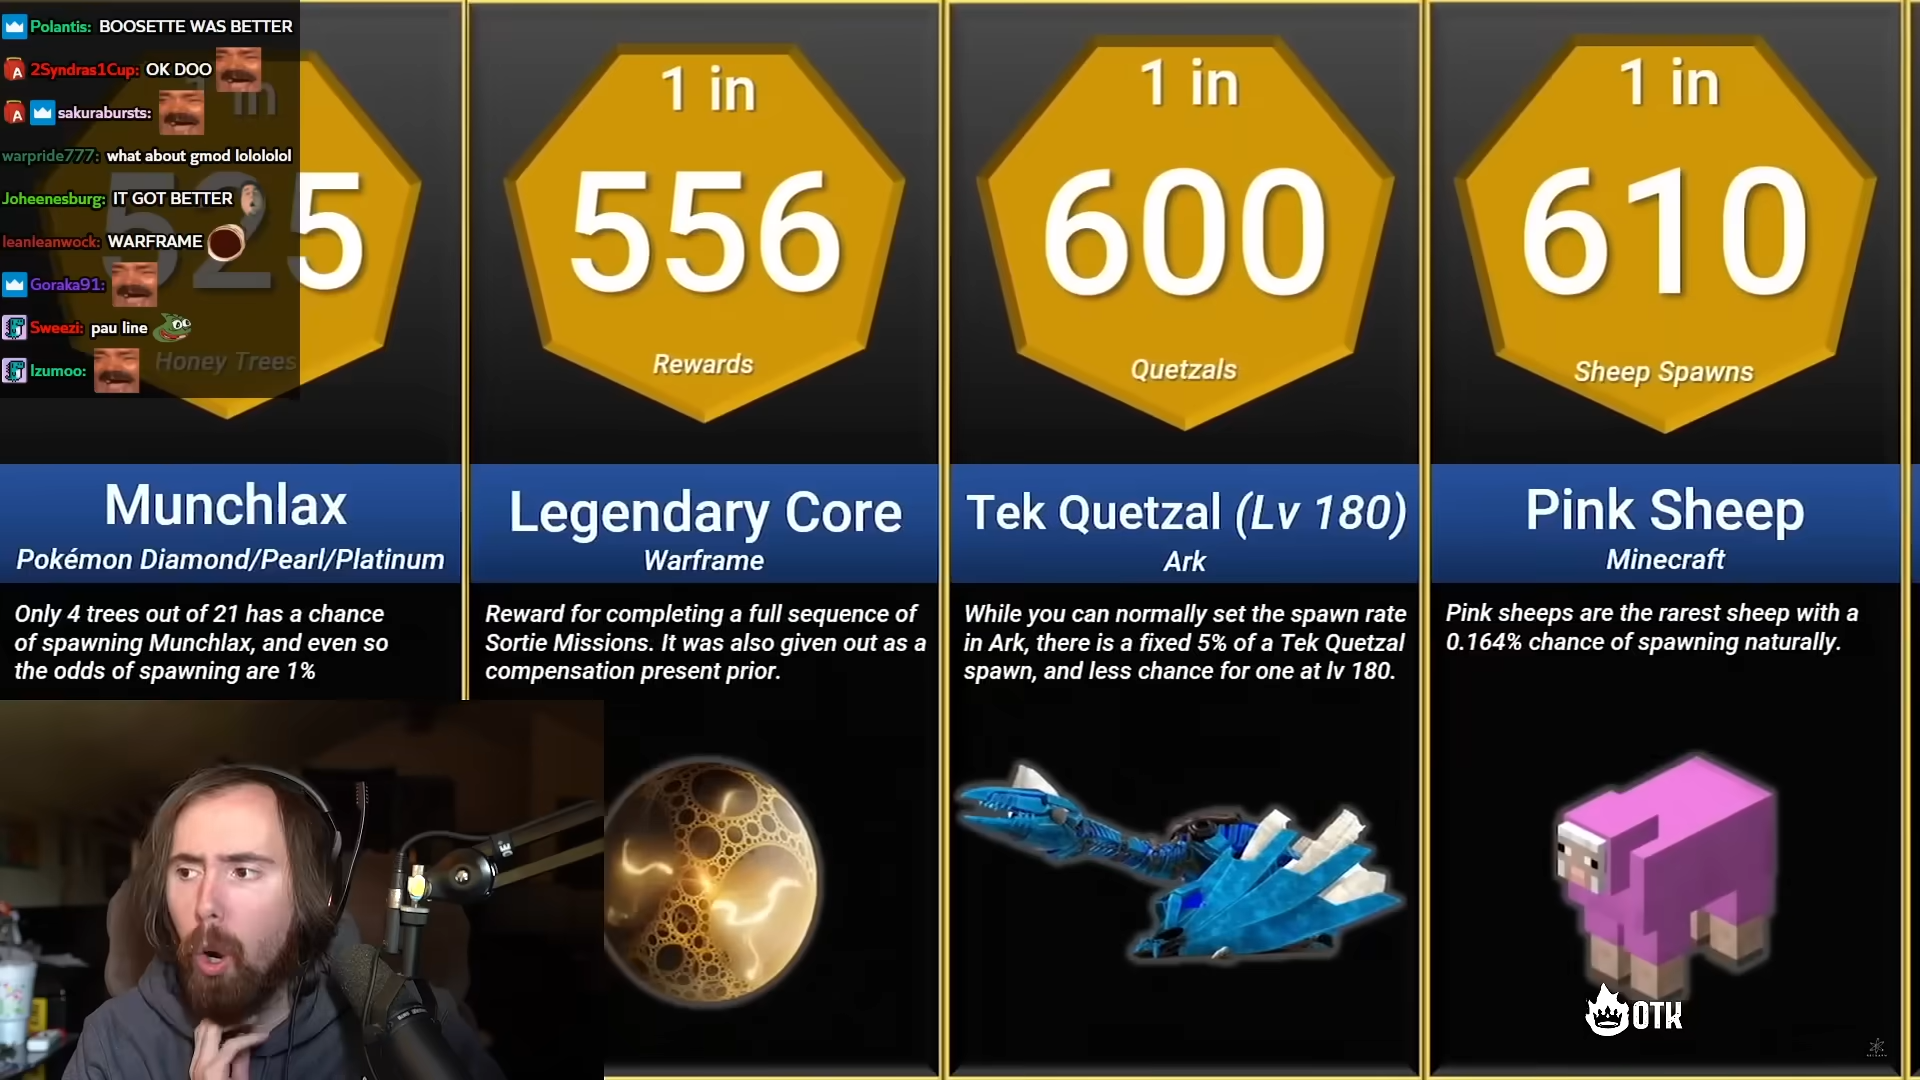 Polantis: BOOSETTE WAS BETTER
2Syndras1Cup: OK DOO
sakurabursts:
warpride777: what about gmod lolololol
Joheenesburg: IT GOT BETTER
leanleanwock: WARFRAME
Goraka91:
Sweezi: pau line
Izumoo:
1 in
525
Honey Trees
Munchlax
Pokémon Diamond/Pearl/Platinum
Only 4 trees out of 21 has a chance
of spawning Munchlax, and even so
the odds of spawning are 1%
1 in
556
Rewards
Legendary Core
Warframe
Reward for completing a full sequence of
Sortie Missions. It was also given out as a
compensation present prior.
1 in
600
Quetzals
Tek Quetzal (Lv 180)
Ark
While you can normally set the spawn rate
in Ark, there is a fixed 5% of a Tek Quetzal
spawn, and less chance for one at lv 180.
1 in
610
Sheep Spawns
Pink Sheep
Minecraft
Pink sheeps are the rarest sheep with a
0.164% chance of spawning naturally.
OTK